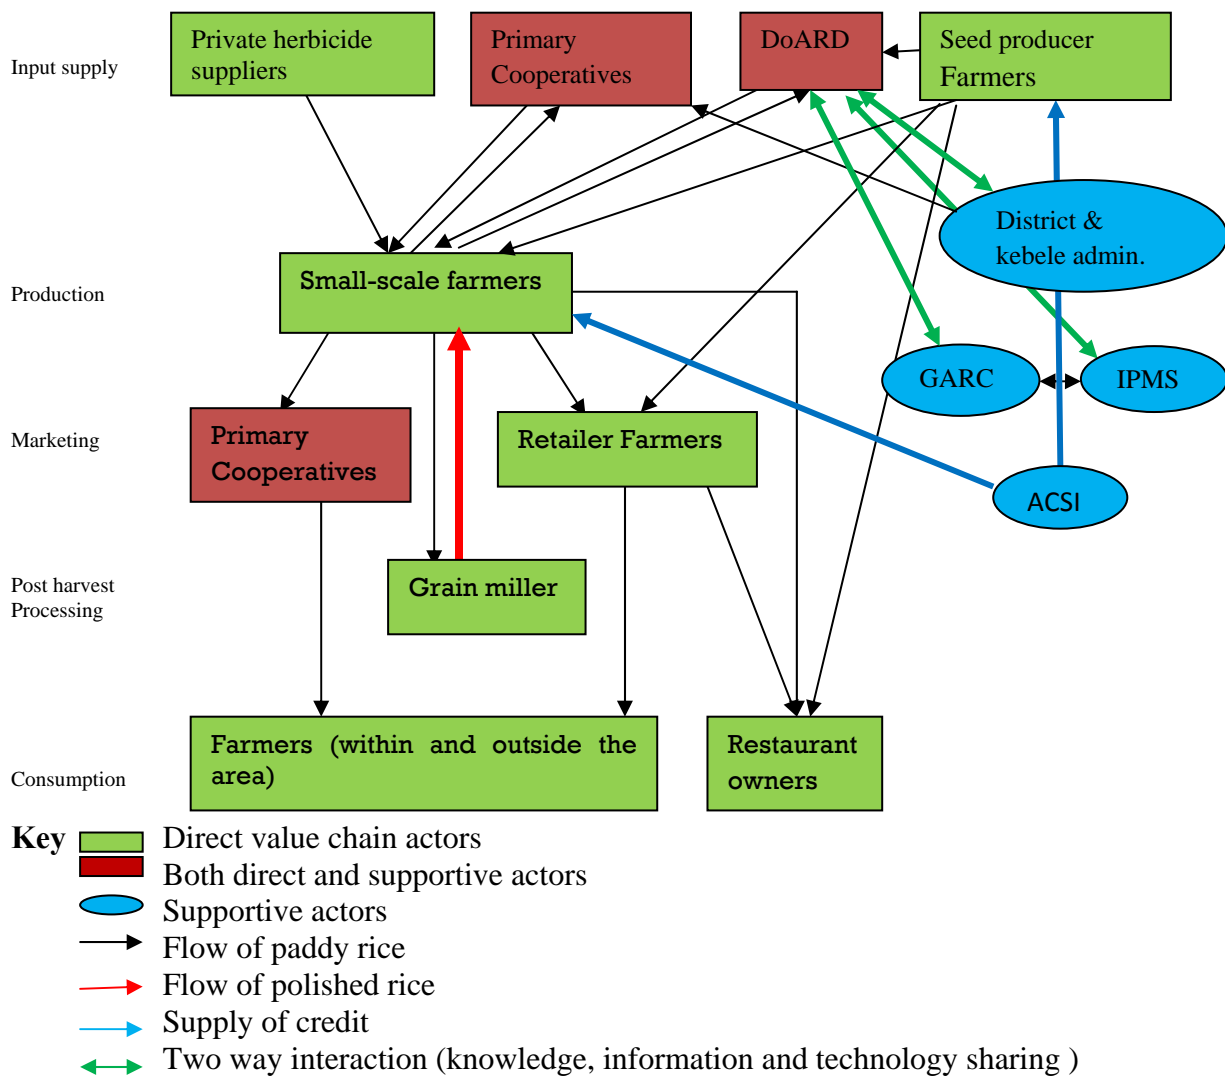 Private herbicide
suppliers
Primary
Cooperatives
DoARD
Seed producer
Farmers
Input supply
District &
kebele admin.
Small-scale farmers
Production
GARC
IPMS
Primary
Cooperatives
Retailer Farmers
Marketing
ACSI
Grain miller
Post harvest
Processing
Farmers (within and outside the
area)
Restaurant
owners
Consumption
Key
Direct value chain actors
Both direct and supportive actors
Supportive actors
Flow of paddy rice
Flow of polished rice
Supply of credit
Two way interaction (knowledge, information and technology sharing )